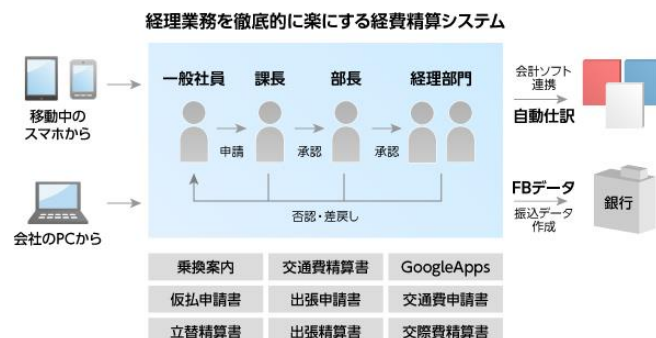 経理業務を徹底的に楽にする経費精算システム
一般社員
課長
部長
経理部門
申請
承認
承認
否認・差戻し
移動中の
スマホから
会社のPCから
会計ソフト
連携
自動仕訳
FBデータ
振込データ
作成
銀行
乗換案内
交通費精算書
GoogleApps
仮払申請書
出張申請書
交通費申請書
立替精算書
出張精算書
交際費精算書